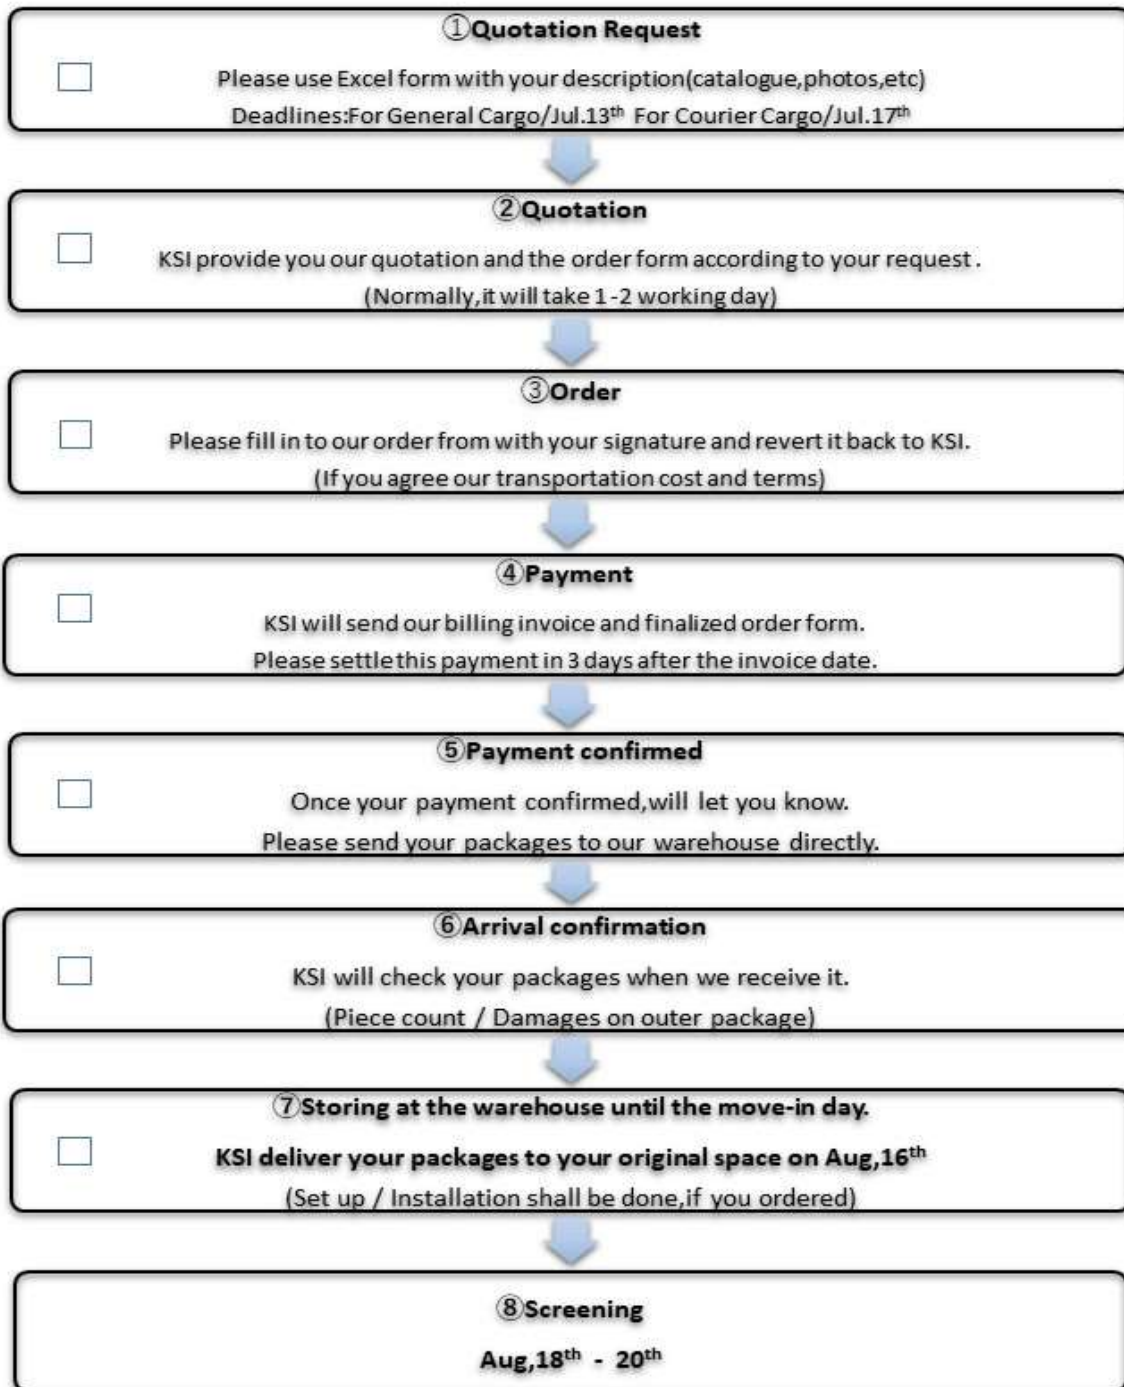 ①Quotation Request
Please use Excel form with your description(catalogue,photos,etc)
Deadlines:For General Cargo/Jul.13th For Courier Cargo/Jul.17th
②Quotation
KSI provide you our quotation and the order form according to your request .
(Normally,it will take 1-2 working day)
③Order
Please fill in to our order from with your signature and revert it back to KSI.
(If you agree our transportation cost and terms)
④Payment
KSI will send our billing invoice and finalized order form.
Please settle this payment in 3 days after the invoice date.
⑤Payment confirmed
Once your payment confirmed,will let you know.
Please send your packages to our warehouse directly.
⑥Arrival confirmation
KSI will check your packages when we receive it.
(Piece count / Damages on outer package)
⑦Storing at the warehouse until the move-in day.
KSI deliver your packages to your original space on Aug,16th
(Set up / Installation shall be done,if you ordered)
⑧Screening
Aug,18th - 20th